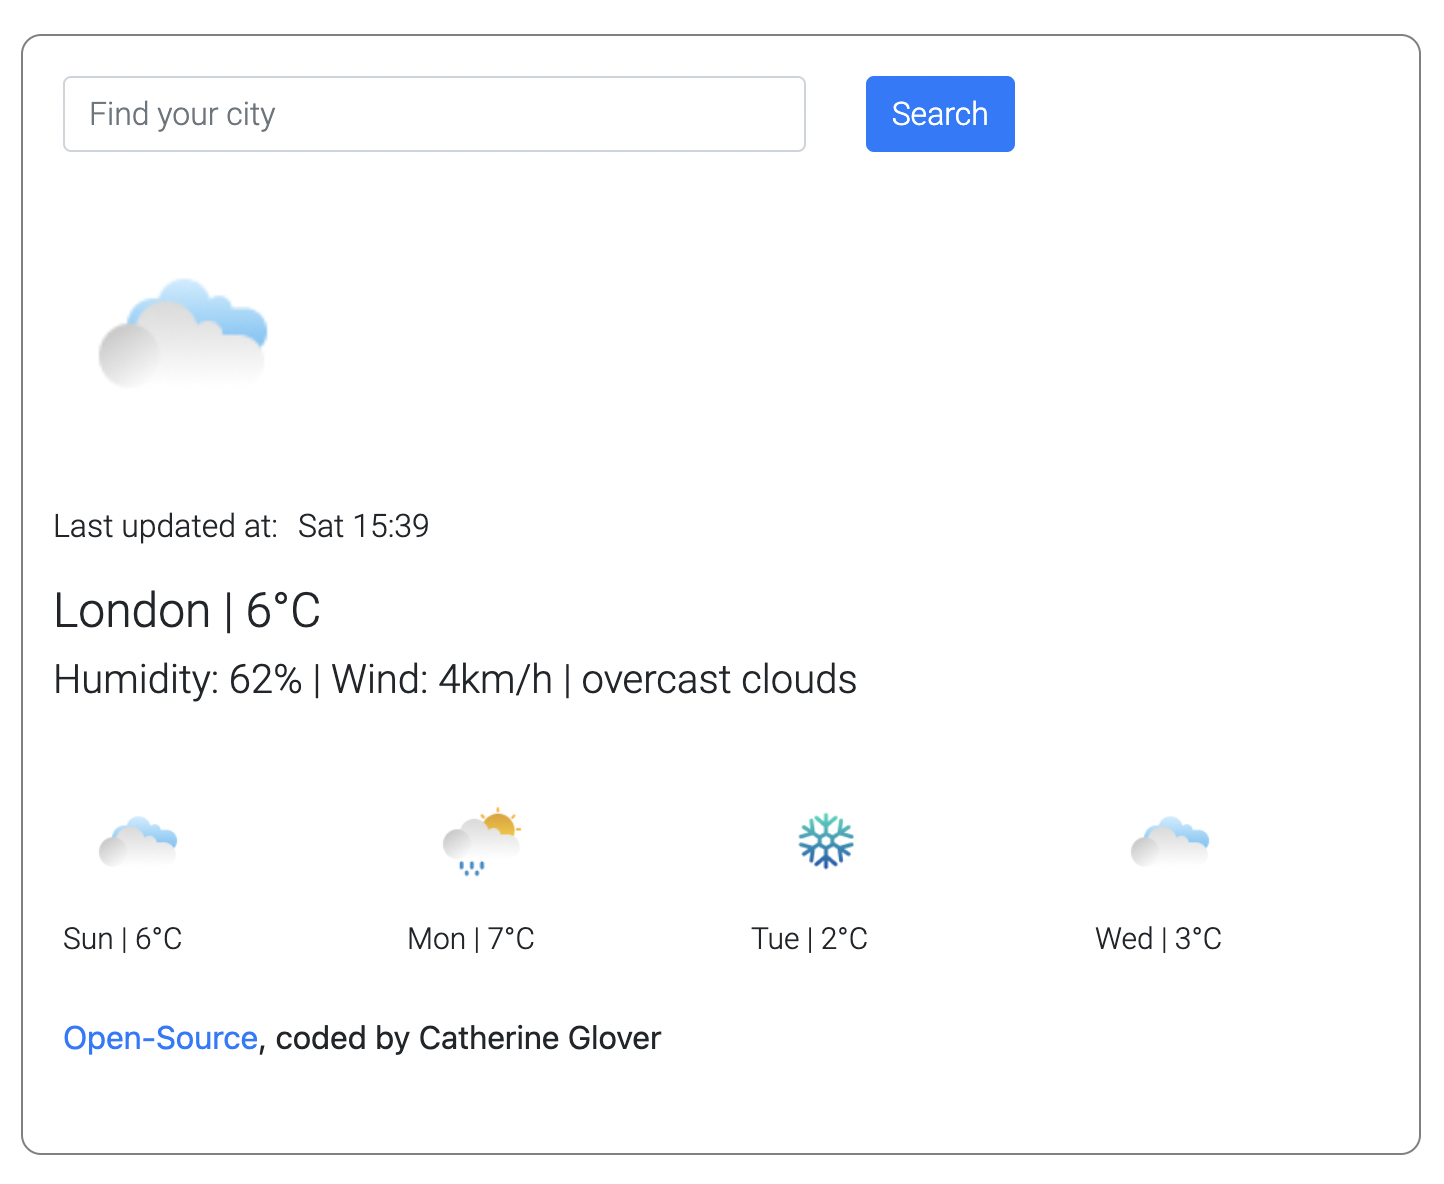 Find your city
Search
Last updated at: Sat 15:39
London | 6°C
Humidity: 62% | Wind: 4km/h | overcast clouds
Sun | 6°C
Mon | 7°C
Tue | 2°C
Wed | 3°C
Open-Source, coded by Catherine Glover